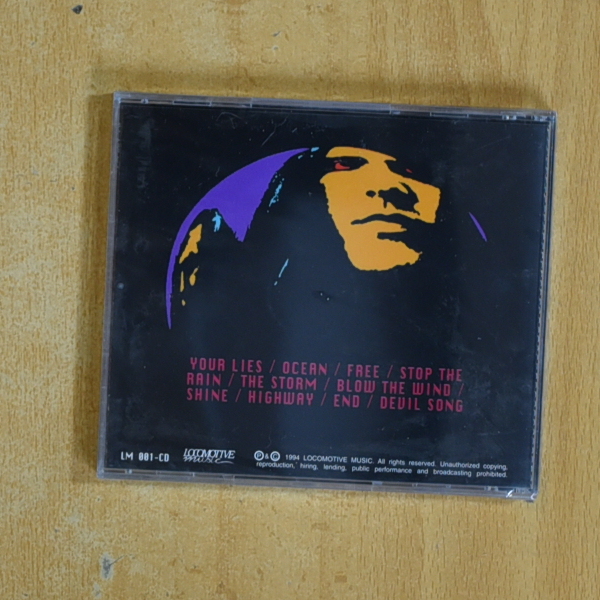 YOUR LIES / OCEAN / FREE / STOP THE
RAIN / THE STORM / BLOW THE WIND /
SHINE / HIGHWAY / END / DEVIL SONG
LM 001-CD
LOCOMOTIVE
MUSIC
℗ & © 1994 LOCOMOTIVE MUSIC. All rights reserved. Unauthorized copying,
reproduction, hiring, lending, public performance and broadcasting prohibited.